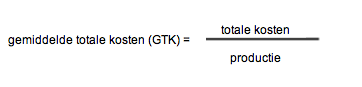 totale kosten
gemiddelde totale kosten (GTK) =
productie